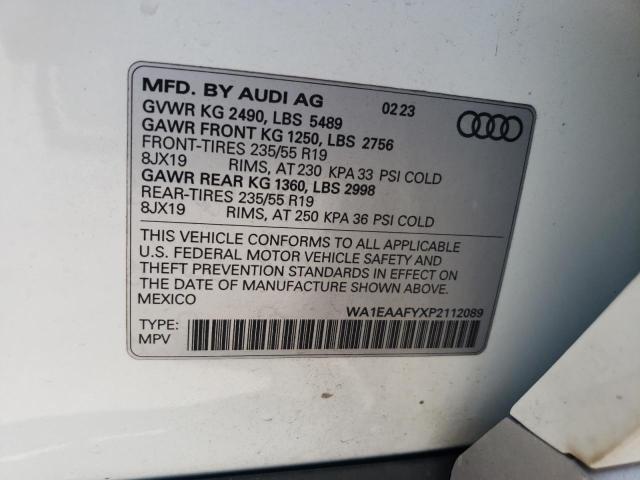 MFD. BY AUDI AG 02 23
GVWR KG 2490, LBS 5489
GAWR FRONT KG 1250, LBS 2756
FRONT-TIRES 235/55 R19
8JX19 RIMS, AT 230 KPA 33 PSI COLD
GAWR REAR KG 1360, LBS 2998
REAR-TIRES 235/55 R19
8JX19 RIMS, AT 250 KPA 36 PSI COLD
THIS VEHICLE CONFORMS TO ALL APPLICABLE
U.S. FEDERAL MOTOR VEHICLE SAFETY AND
THEFT PREVENTION STANDARDS IN EFFECT ON
THE DATE OF MANUFACTURE SHOWN ABOVE.
MEXICO
WA1EAAFYXP2112089
TYPE:
MPV